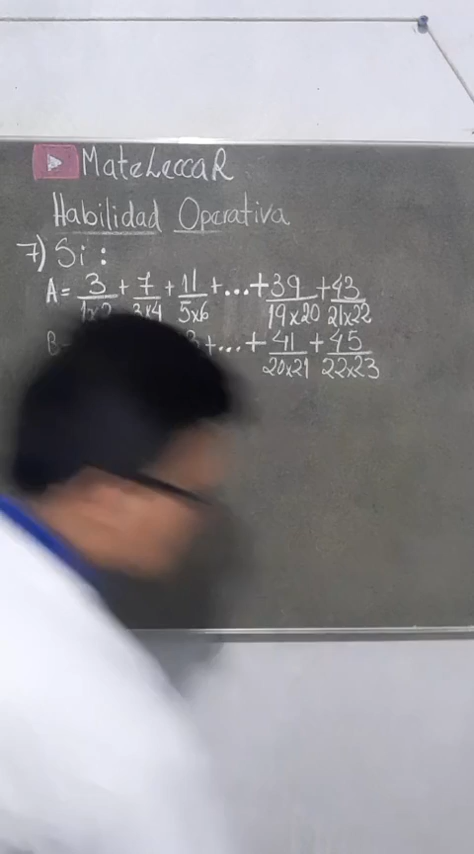 MateLeccaR
Habilidad Operativa
7) Si:
A = 3/1x2 + 7/3x4 + 11/5x6 + ... + 39/19x20 + 43/21x22
B + ... + 41/20x21 + 45/22x23